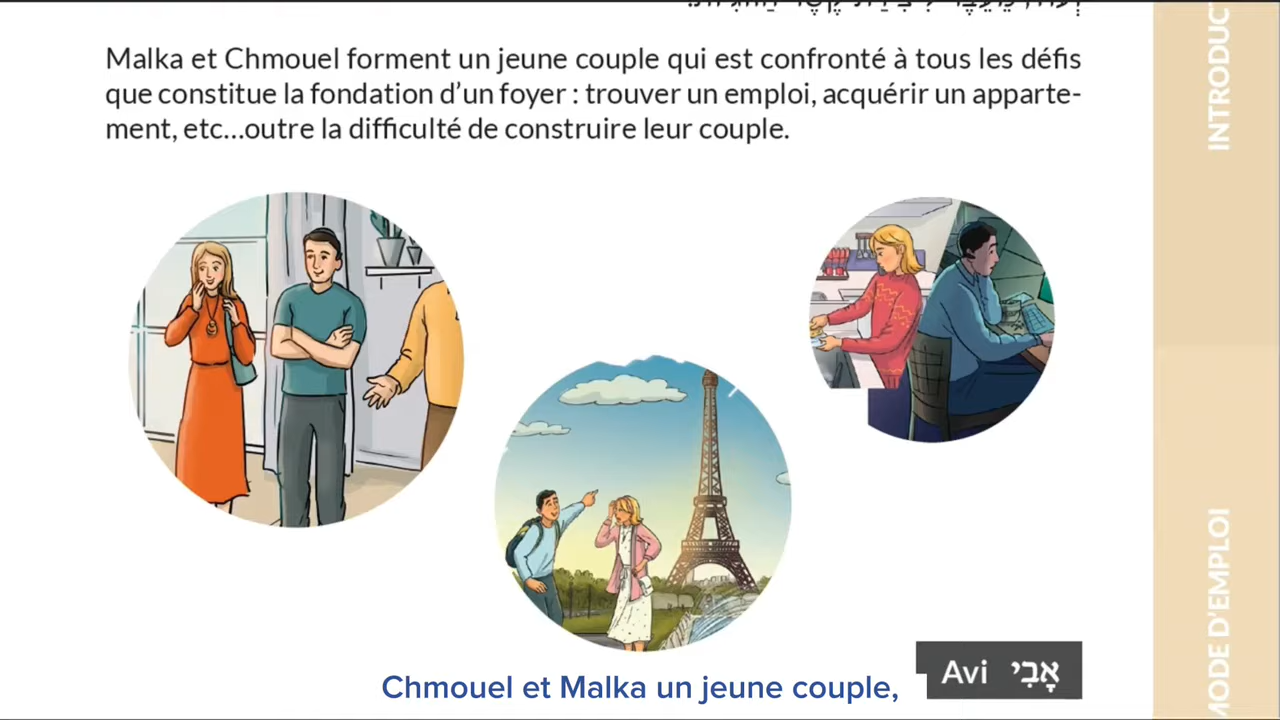 Malka et Chmouel forment un jeune couple qui est confronté à tous les défis
que constitue la fondation d’un foyer : trouver un emploi, acquérir un apparte-
ment, etc...outre la difficulté de construire leur couple.
INTRODUCT
MODE D’EMPLOI
Avi אָבִי
Chmouel et Malka un jeune couple,